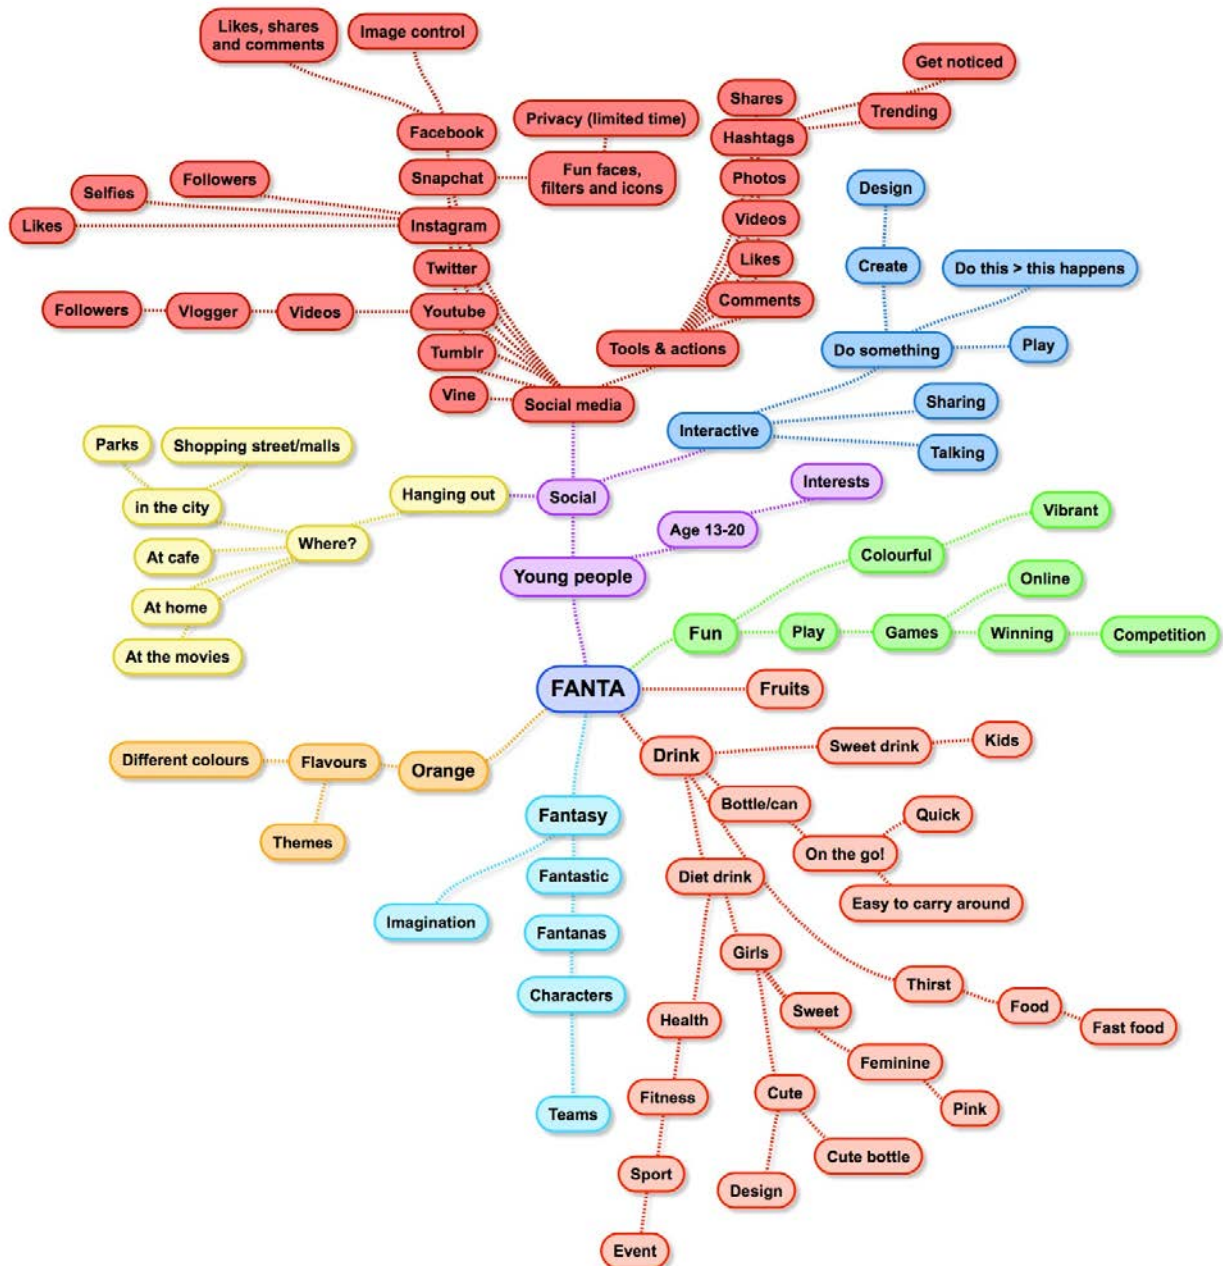 Likes, shares
and comments
Image control
Get noticed
Shares
Trending
Privacy (limited time)
Facebook
Hashtags
Fun faces,
filters and icons
Snapchat
Photos
Followers
Selfies
Design
Likes
Instagram
Videos
Twitter
Likes
Create
Do this > this happens
Followers
Vlogger
Videos
Youtube
Comments
Tumblr
Tools & actions
Do something
Play
Vine
Social media
Sharing
Interactive
Talking
Parks
Shopping street/malls
Interests
Hanging out
Social
in the city
Vibrant
Where?
Age 13-20
At cafe
Colourful
Young people
Online
At home
Fun
Play
Games
Winning
Competition
At the movies
FANTA
Fruits
Different colours
Flavours
Orange
Drink
Sweet drink
Kids
Fantasy
Bottle/can
Quick
Themes
On the go!
Fantastic
Diet drink
Easy to carry around
Imagination
Fantanas
Girls
Thirst
Characters
Food
Health
Sweet
Fast food
Feminine
Fitness
Cute
Pink
Teams
Cute bottle
Sport
Design
Event